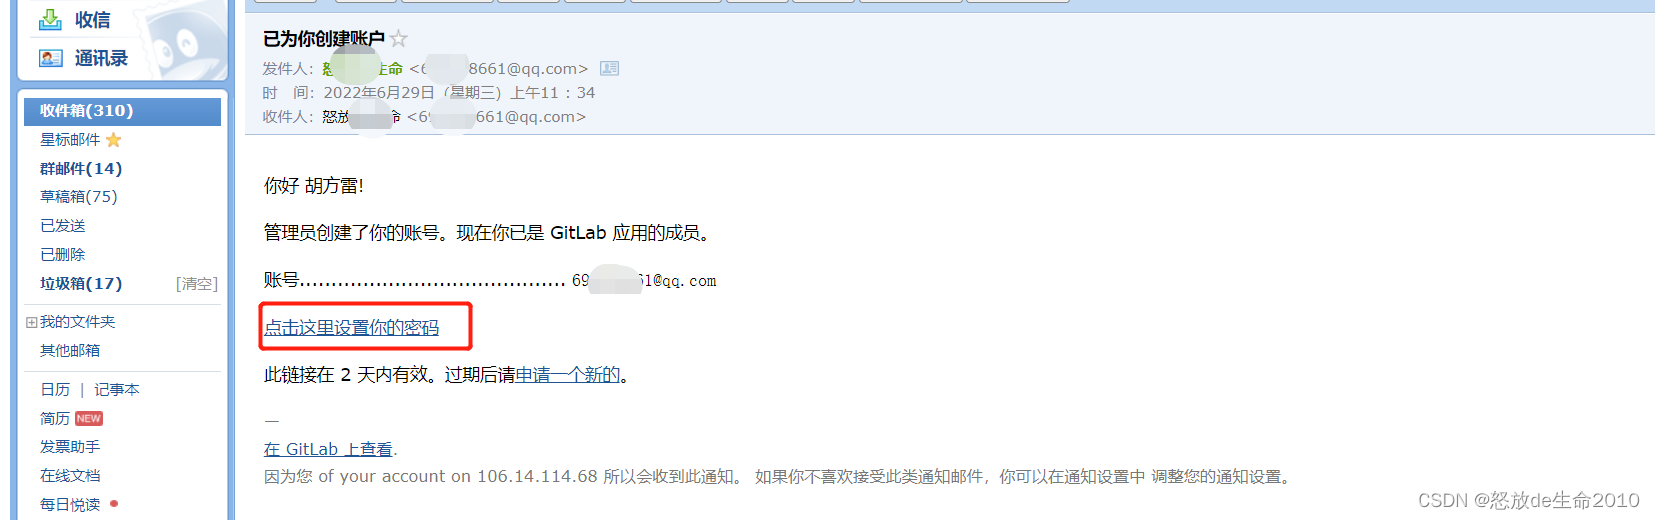 收信
通讯录
收件箱(310)
星标邮件
群邮件(14)
草稿箱(75)
已发送
已删除
垃圾箱(17) [清空]
我的文件夹
其他邮箱
日历 | 记事本
简历 NEW
发票助手
在线文档
每日悦读
已为你创建账户
发件人：怒 生命 <6 8661@qq.com>
时 间：2022年6月29日（星期三）上午11：34
收件人：怒放 命 <69 661@qq.com>
你好 胡方雷!
管理员创建了你的账号。现在你已是 GitLab 应用的成员。
账号.......................................... 69 61@qq.com
点击这里设置你的密码
此链接在 2 天内有效。过期后请申请一个新的。
—
在 GitLab 上查看.
因为您 of your account on 106.14.114.68 所以会收到此通知。 如果你不喜欢接受此类通知邮件，你可以在通知设置中 调整您的通知设置。
CSDN @怒放de生命2010